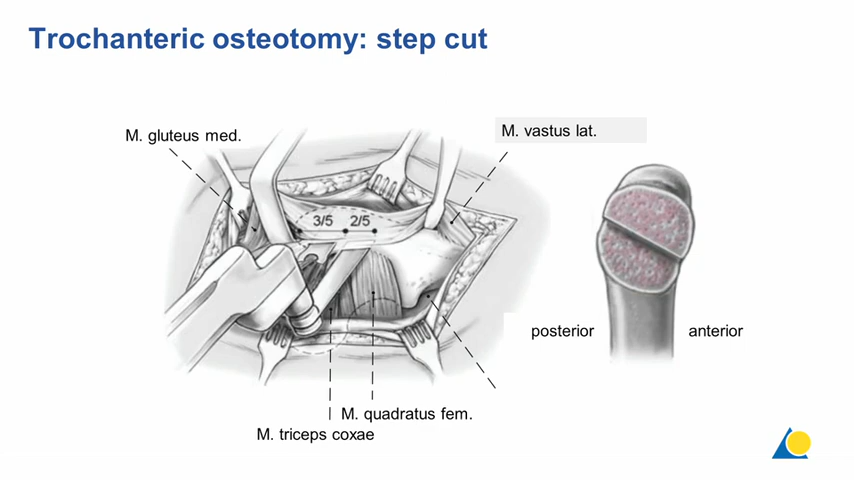 Trochanteric osteotomy: step cut
M. gluteus med.
M. vastus lat.
3/5
2/5
posterior
anterior
M. quadratus fem.
M. triceps coxae